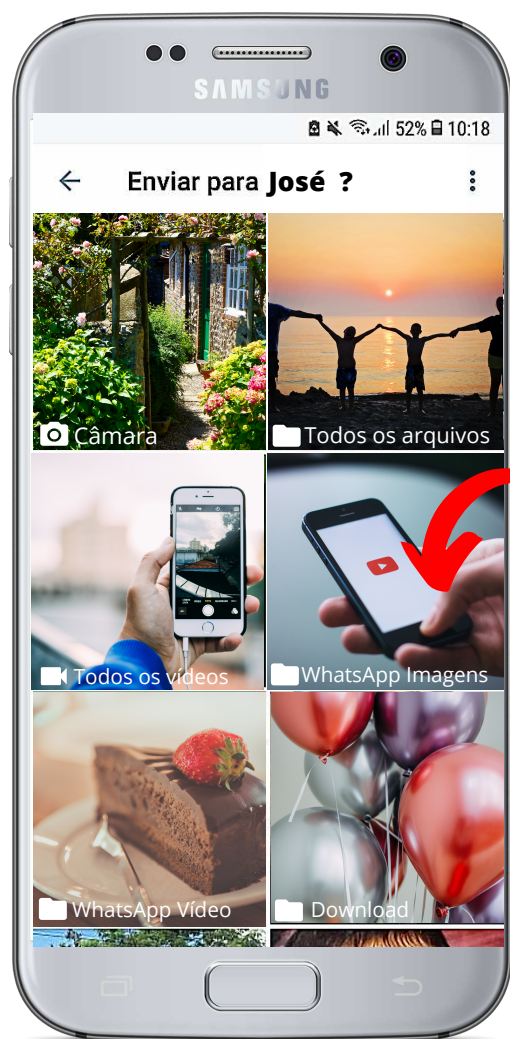 SAMSUNG
52% 10:18
Enviar para José ?
Câmara
Todos os arquivos
Todos os vídeos
WhatsApp Imagens
WhatsApp Vídeo
Download